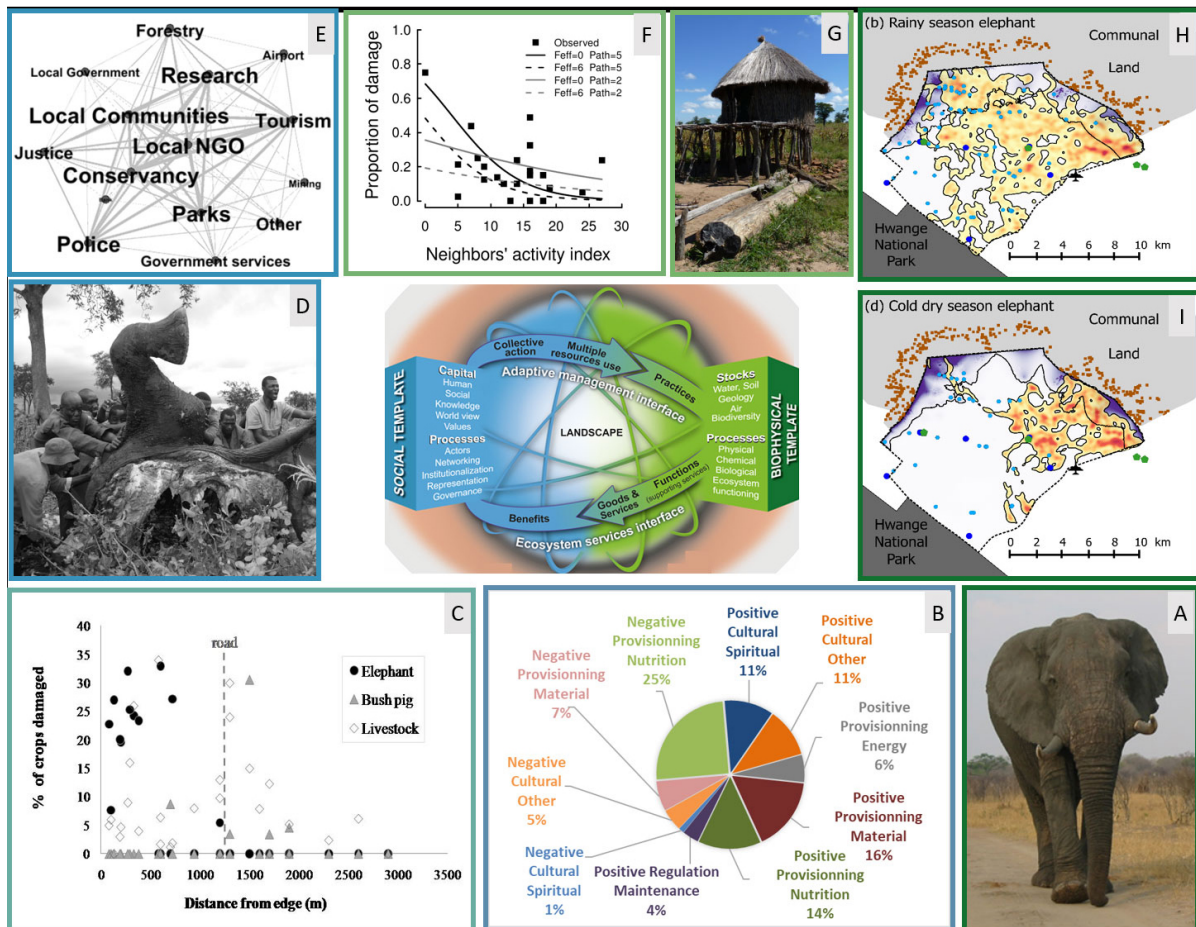 E
Forestry
Airport
Local Government
Research
Local Communities
Tourism
Local NGO
Justice
Conservancy
Mining
Parks
Other
Police
Government services
F
Observed
Feff=0 Path=5
Feff=6 Path=5
Feff=0 Path=2
Feff=6 Path=2
Proportion of damage
1.0
0.8
0.6
0.4
0.2
0.0
0 5 10 15 20 25 30
Neighbors' activity index
G
(b) Rainy season elephant
H
Communal
Land
Hwange
National
Park
0 2 4 6 8 10
km
D
SOCIAL TEMPLATE
Capital
Human
Social
Knowledge
World view
Values
Processes
Actors
Networking
Institutionalization
Representation
Governance
Collective
action
Multiple
resources use
Practices
Adaptive management interface
LANDSCAPE
Stocks
Water, Soil
Geology
Air
Biodiversity
Processes
Physical
Chemical
Biological
Ecosystem
functioning
BIOPHYSICAL
TEMPLATE
Functions
(supporting services)
Goods &
Services
Benefits
Ecosystem services interface
(d) Cold dry season elephant
I
Communal
Land
Hwange
National
Park
0 2 4 6 8 10
km
C
% of crops damaged
40
35
30
25
20
15
10
5
0
road
Elephant
Bush pig
Livestock
0 500 1000 1500 2000 2500 3000 3500
Distance from edge (m)
B
Negative
Provisionning
Nutrition
25%
Positive
Cultural
Spiritual
11%
Positive
Cultural
Other
11%
Positive
Provisionning
Energy
6%
Positive
Provisionning
Material
16%
Positive
Provisionning
Nutrition
14%
Positive Regulation
Maintenance
4%
Negative
Cultural
Spiritual
1%
Negative
Cultural
Other
5%
Negative
Provisionning
Material
7%
A